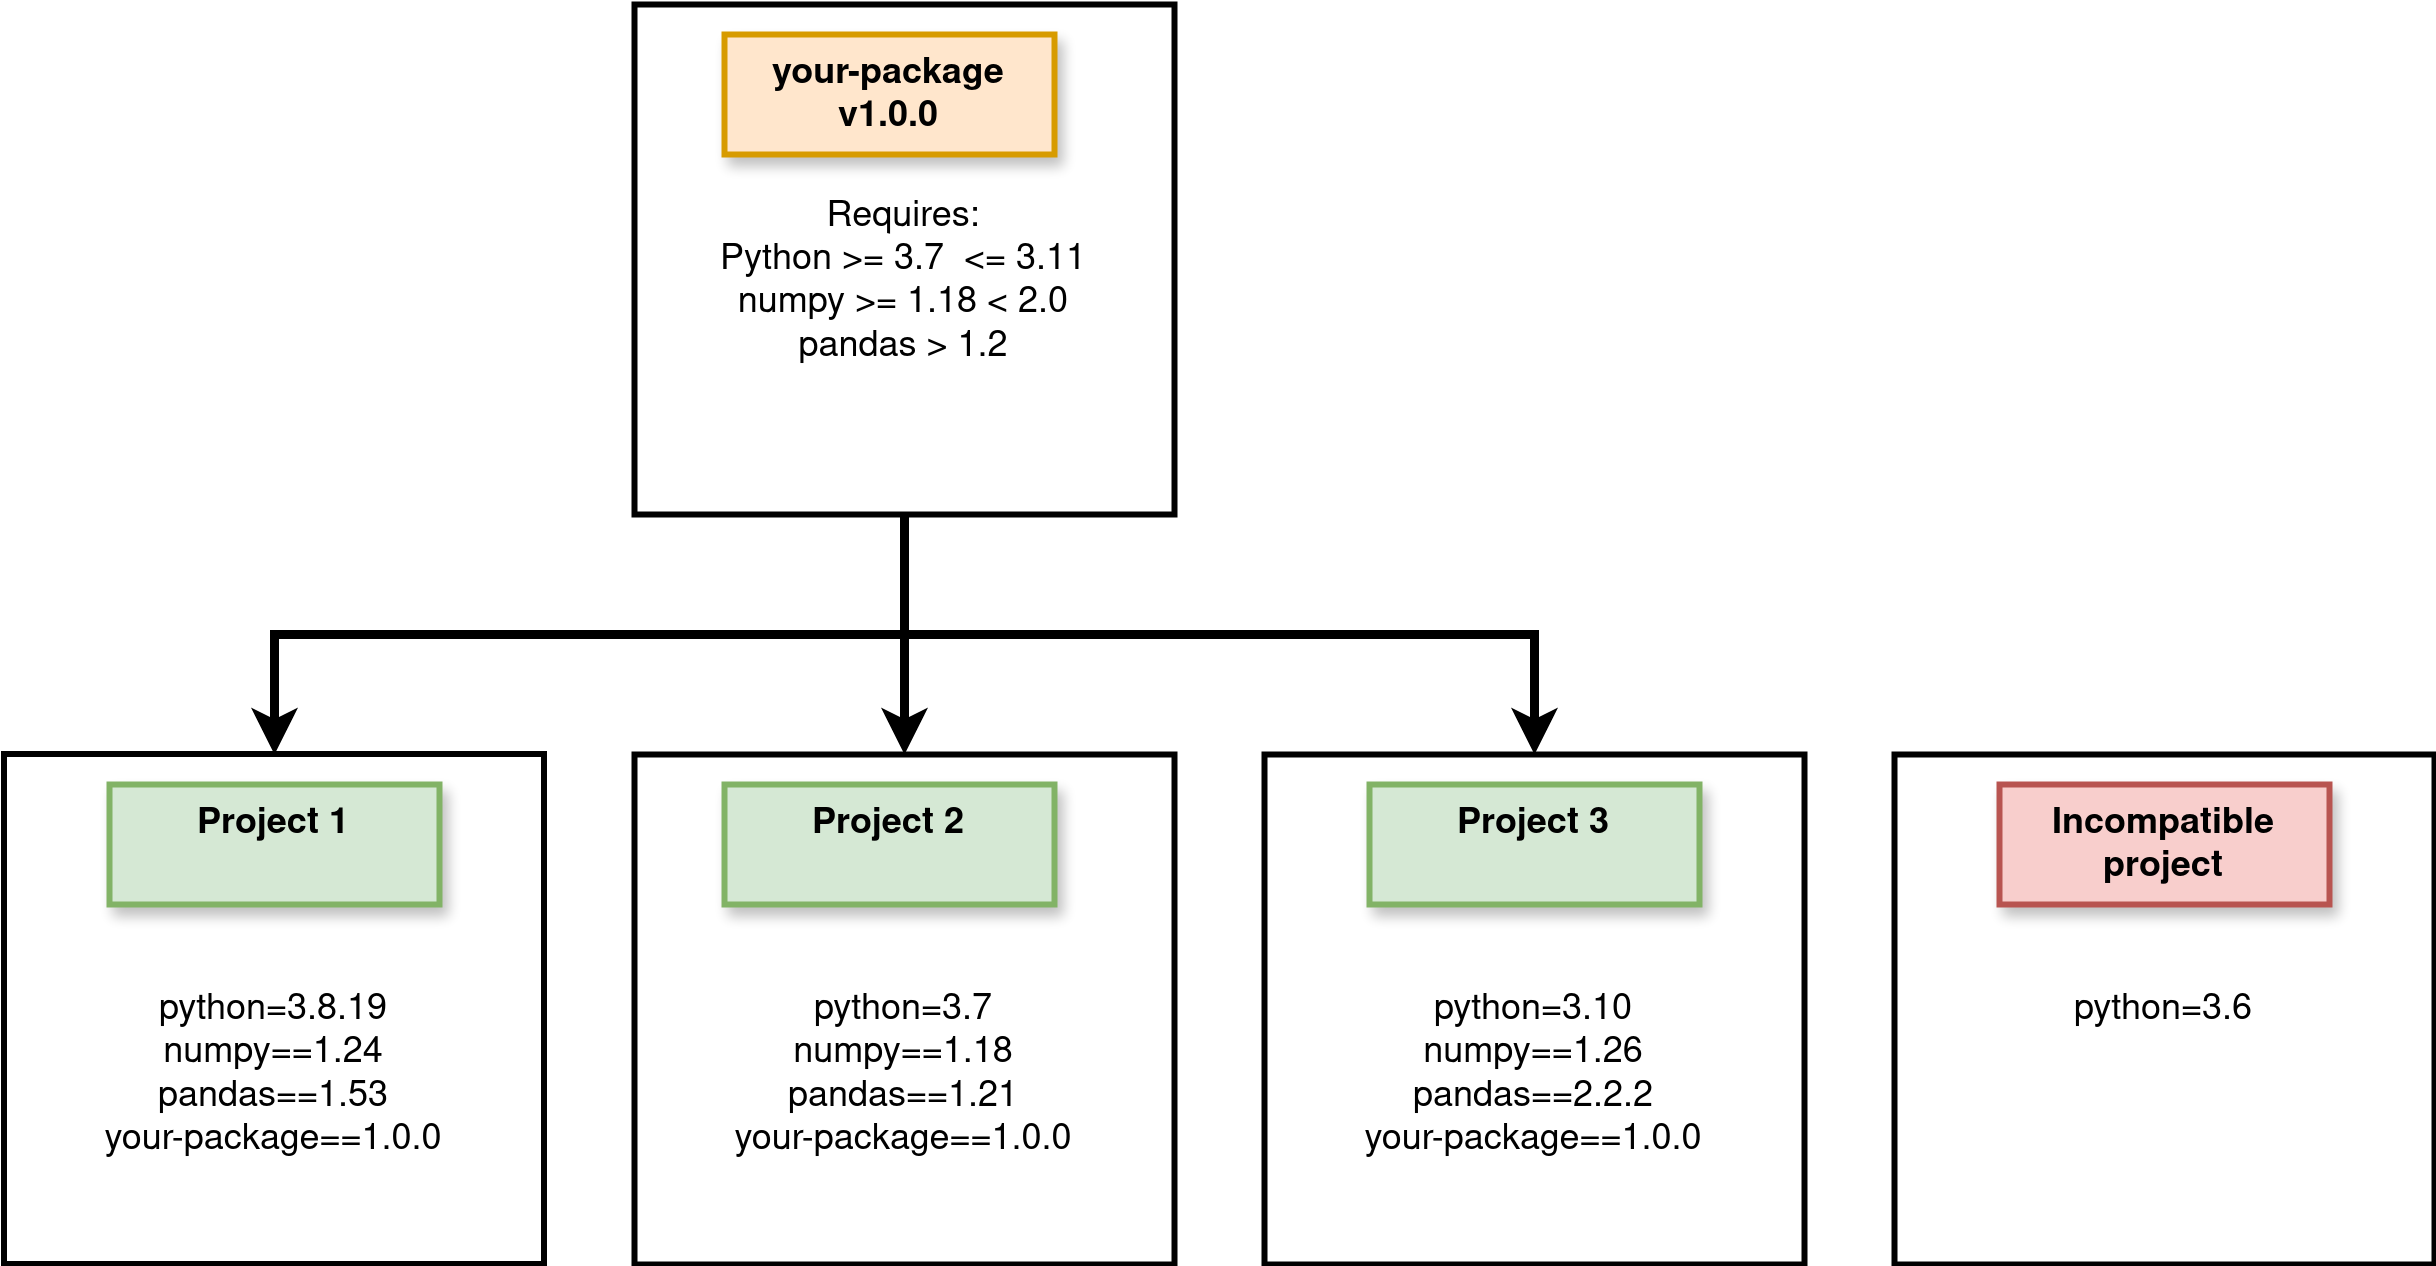 your-package
v1.0.0
Requires:
Python >= 3.7  <= 3.11
numpy >= 1.18 < 2.0
pandas > 1.2
Project 1
python=3.8.19
numpy==1.24
pandas==1.53
your-package==1.0.0
Project 2
python=3.7
numpy==1.18
pandas==1.21
your-package==1.0.0
Project 3
python=3.10
numpy==1.26
pandas==2.2.2
your-package==1.0.0
Incompatible
project
python=3.6